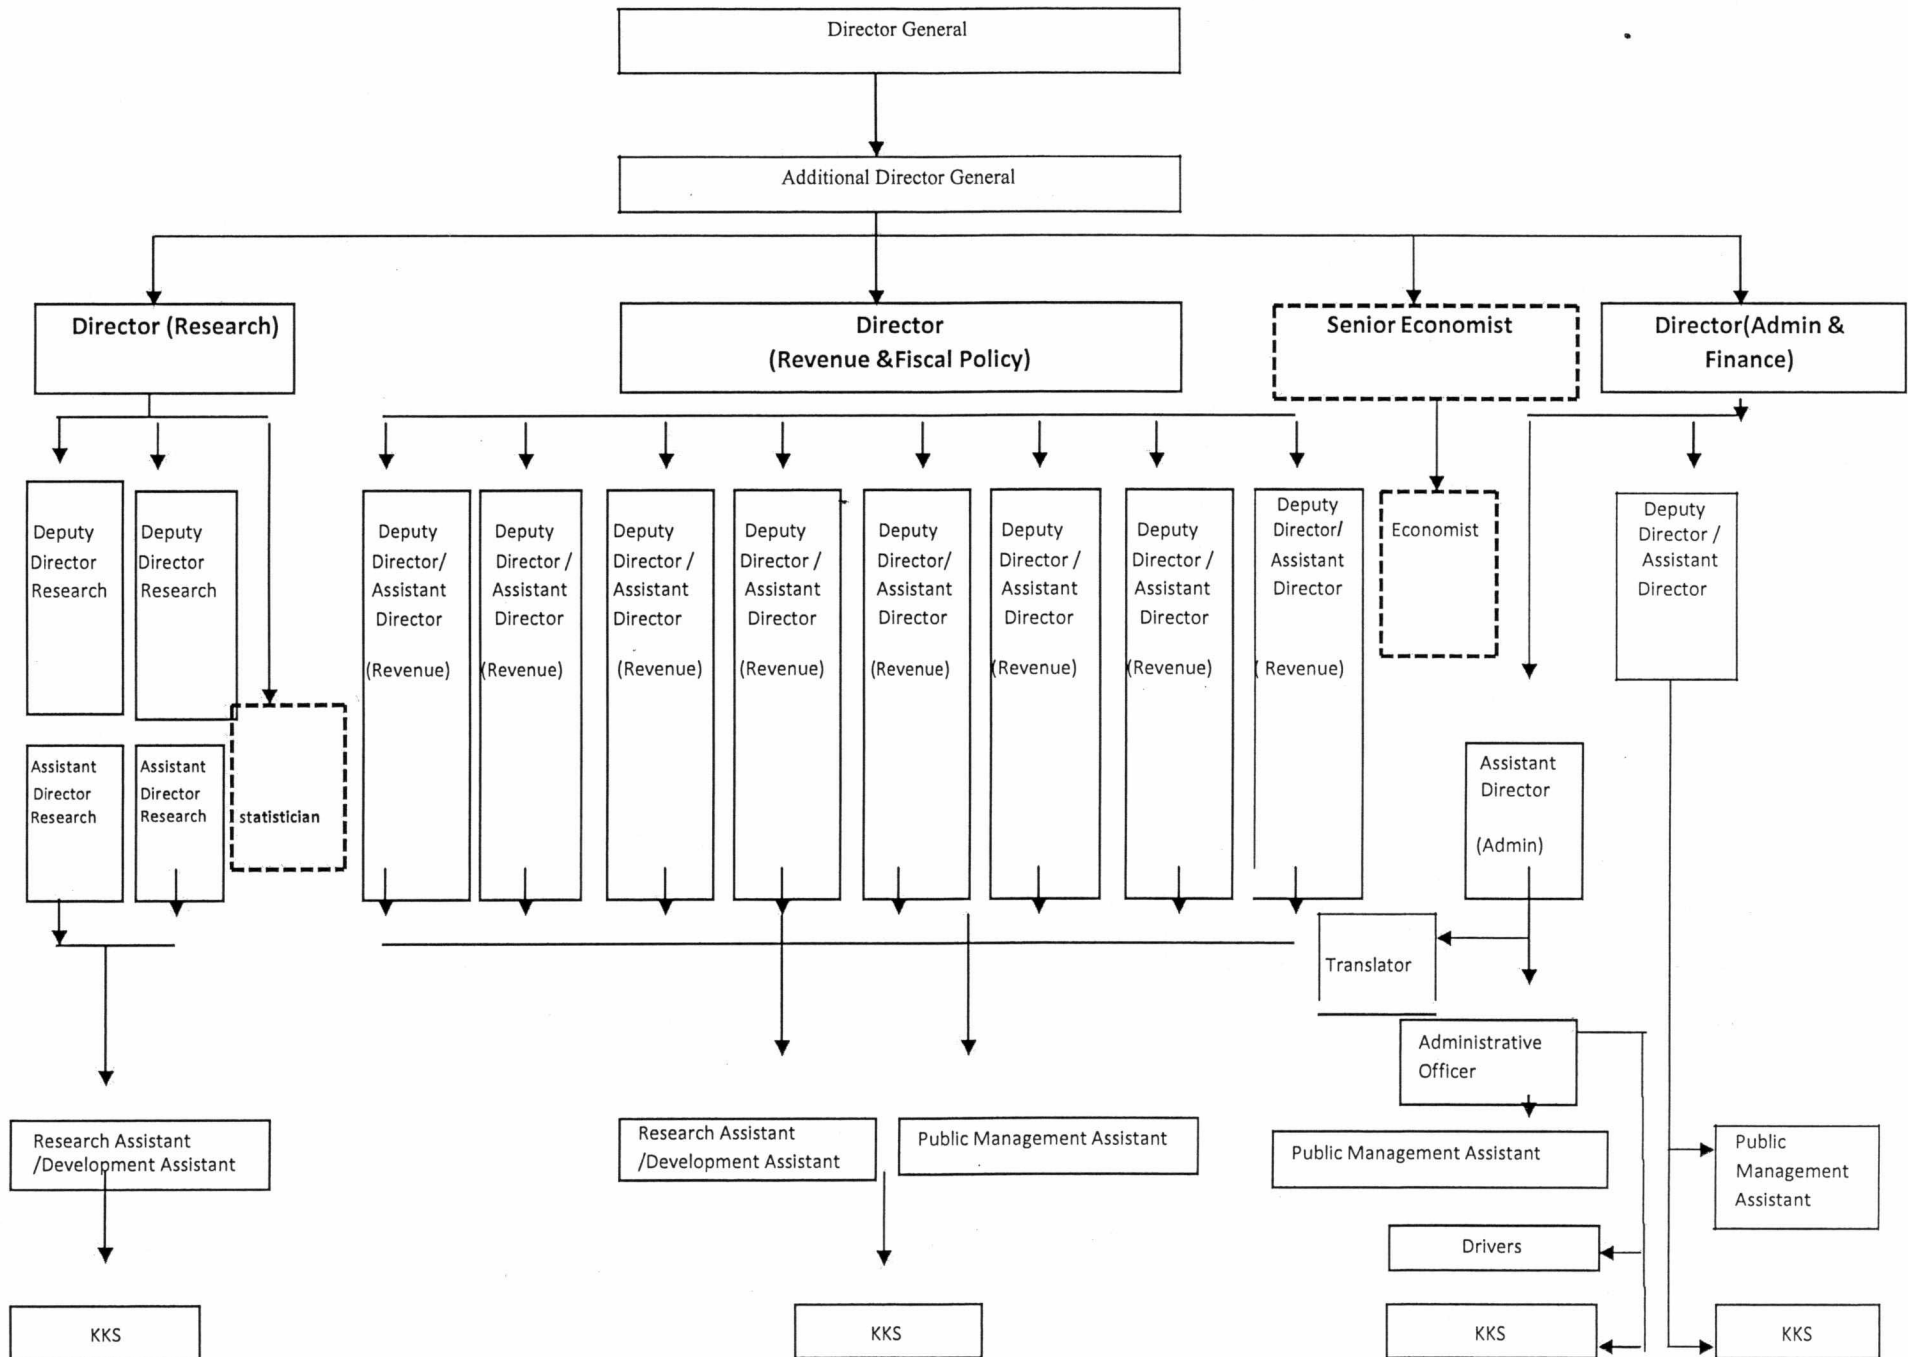 Director General
Additional Director General
Director (Research)
Director
(Revenue &Fiscal Policy)
Senior Economist
Director(Admin &
Finance)
Deputy
Director
Research
Deputy
Director
Research
Deputy
Director/
Assistant
Director
(Revenue)
Deputy
Director /
Assistant
Director
(Revenue)
Deputy
Director /
Assistant
Director
(Revenue)
Deputy
Director /
Assistant
Director
(Revenue)
Deputy
Director/
Assistant
Director
(Revenue)
Deputy
Director /
Assistant
Director
(Revenue)
Deputy
Director /
Assistant
Director
(Revenue)
Deputy
Director/
Assistant
Director
( Revenue)
Economist
Deputy
Director /
Assistant
Director
Assistant
Director
Research
Assistant
Director
Research
statistician
Assistant
Director
(Admin)
Translator
Administrative
Officer
Research Assistant
/Development Assistant
Research Assistant
/Development Assistant
Public Management Assistant
Public Management Assistant
Public
Management
Assistant
Drivers
KKS
KKS
KKS
KKS